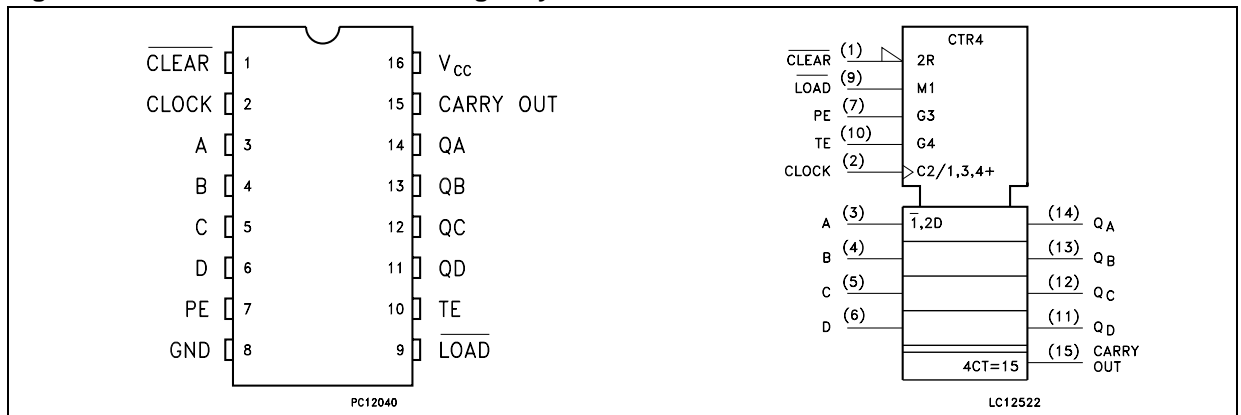 CLEAR 1 16 VCC
CLOCK 2 15 CARRY OUT
A 3 14 QA
B 4 13 QB
C 5 12 QC
D 6 11 QD
PE 7 10 TE
GND 8 9 LOAD
PC12040
CTR4
CLEAR (1) 2R
LOAD (9) M1
PE (7) G3
TE (10) G4
CLOCK (2) C2/1,3,4+
A (3) 1,2D (14) QA
B (4) (13) QB
C (5) (12) QC
D (6) (11) QD
4CT=15 (15) CARRY
OUT
LC12522